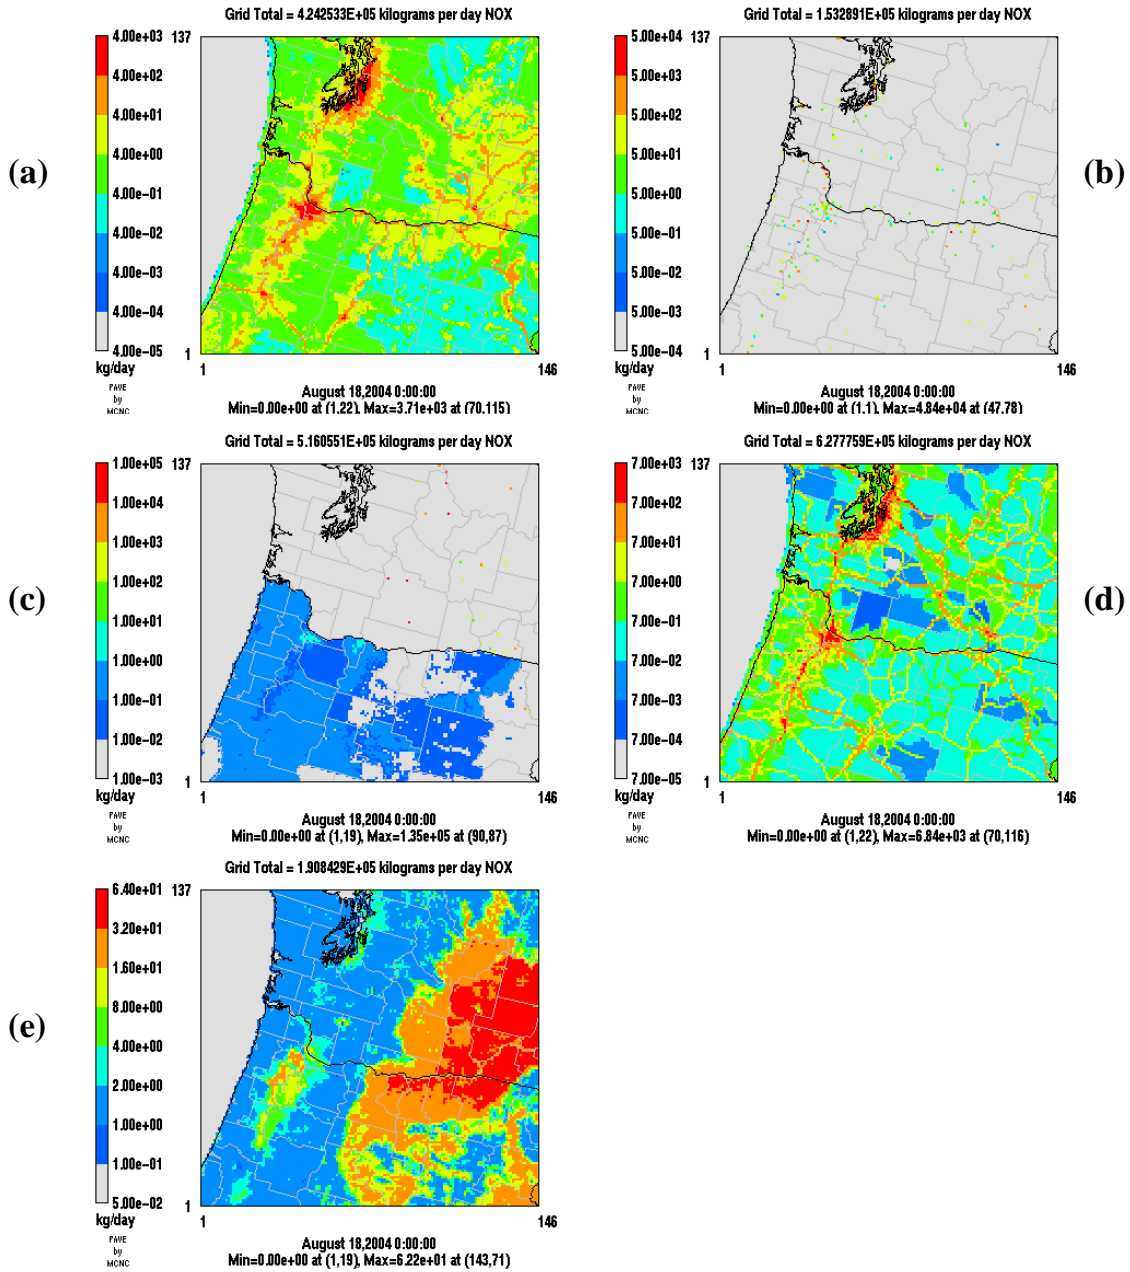 Grid Total = 4.242533E+05 kilograms per day NOX
(a)
4.00e+03
4.00e+02
4.00e+01
4.00e+00
4.00e-01
4.00e-02
4.00e-03
4.00e-04
4.00e-05
kg/day
PAVE
by
MCNC
137
1
1
146
August 18,2004 0:00:00
Min=0.00e+00 at (1,22), Max=3.71e+03 at (70,115)
Grid Total = 1.532891E+05 kilograms per day NOX
(b)
5.00e+04
5.00e+03
5.00e+02
5.00e+01
5.00e+00
5.00e-01
5.00e-02
5.00e-03
5.00e-04
kg/day
PAVE
by
MCNC
137
1
1
146
August 18,2004 0:00:00
Min=0.00e+00 at (1,1), Max=4.84e+04 at (47,78)
Grid Total = 5.160551E+05 kilograms per day NOX
(c)
1.00e+05
1.00e+04
1.00e+03
1.00e+02
1.00e+01
1.00e+00
1.00e-01
1.00e-02
1.00e-03
kg/day
PAVE
by
MCNC
137
1
1
146
August 18,2004 0:00:00
Min=0.00e+00 at (1,19), Max=1.35e+05 at (90,87)
Grid Total = 6.277759E+05 kilograms per day NOX
(d)
7.00e+03
7.00e+02
7.00e+01
7.00e+00
7.00e-01
7.00e-02
7.00e-03
7.00e-04
7.00e-05
kg/day
PAVE
by
MCNC
137
1
1
146
August 18,2004 0:00:00
Min=0.00e+00 at (1,22), Max=6.84e+03 at (70,116)
Grid Total = 1.908429E+05 kilograms per day NOX
(e)
6.40e+01
3.20e+01
1.60e+01
8.00e+00
4.00e+00
2.00e+00
1.00e+00
1.00e-01
5.00e-02
kg/day
PAVE
by
MCNC
137
1
1
146
August 18,2004 0:00:00
Min=0.00e+00 at (1,19), Max=6.22e+01 at (143,71)